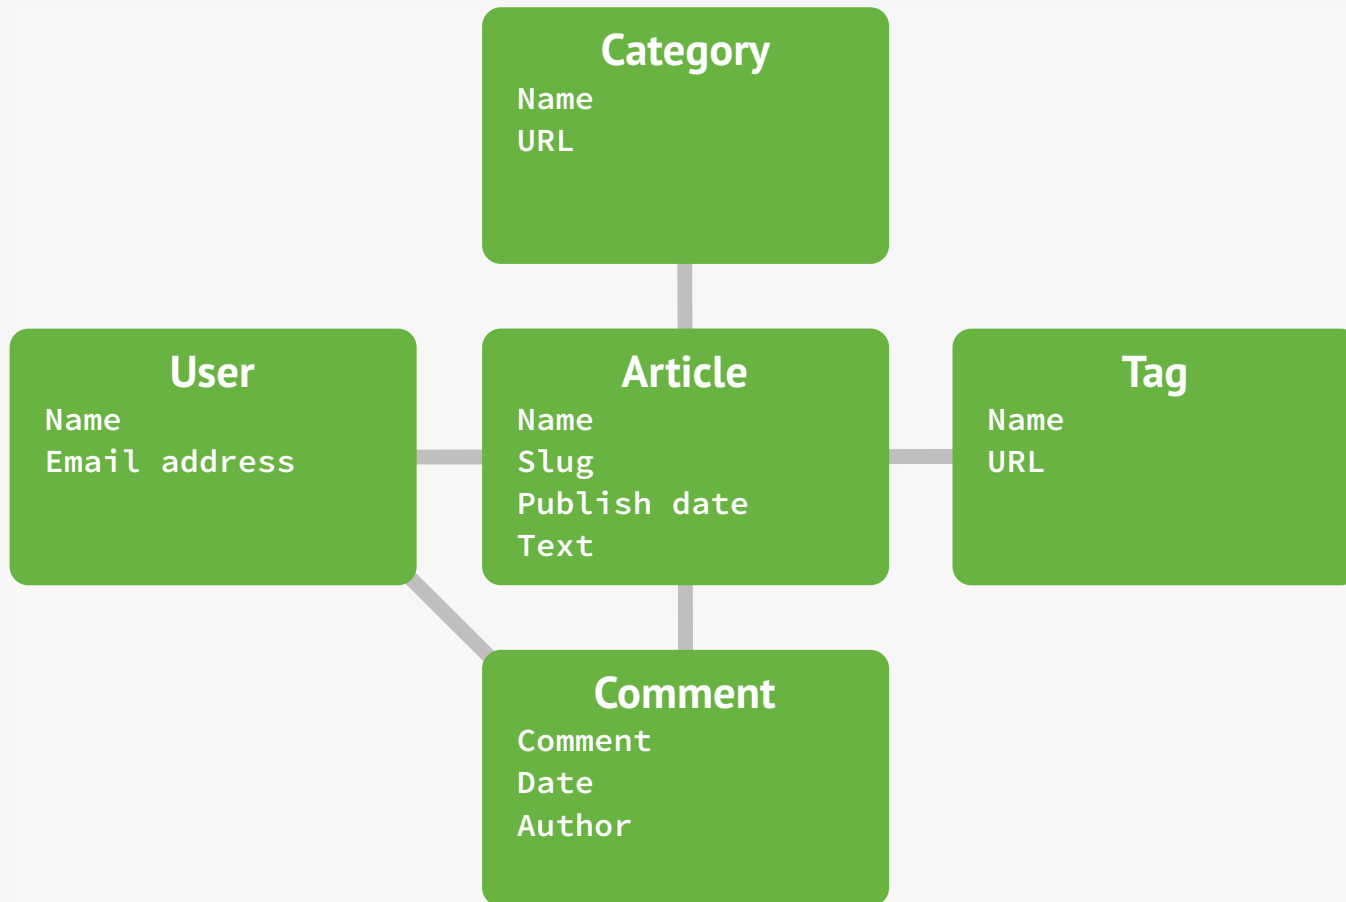 Category
Name
URL
User
Name
Email address
Article
Name
Slug
Publish date
Text
Tag
Name
URL
Comment
Comment
Date
Author